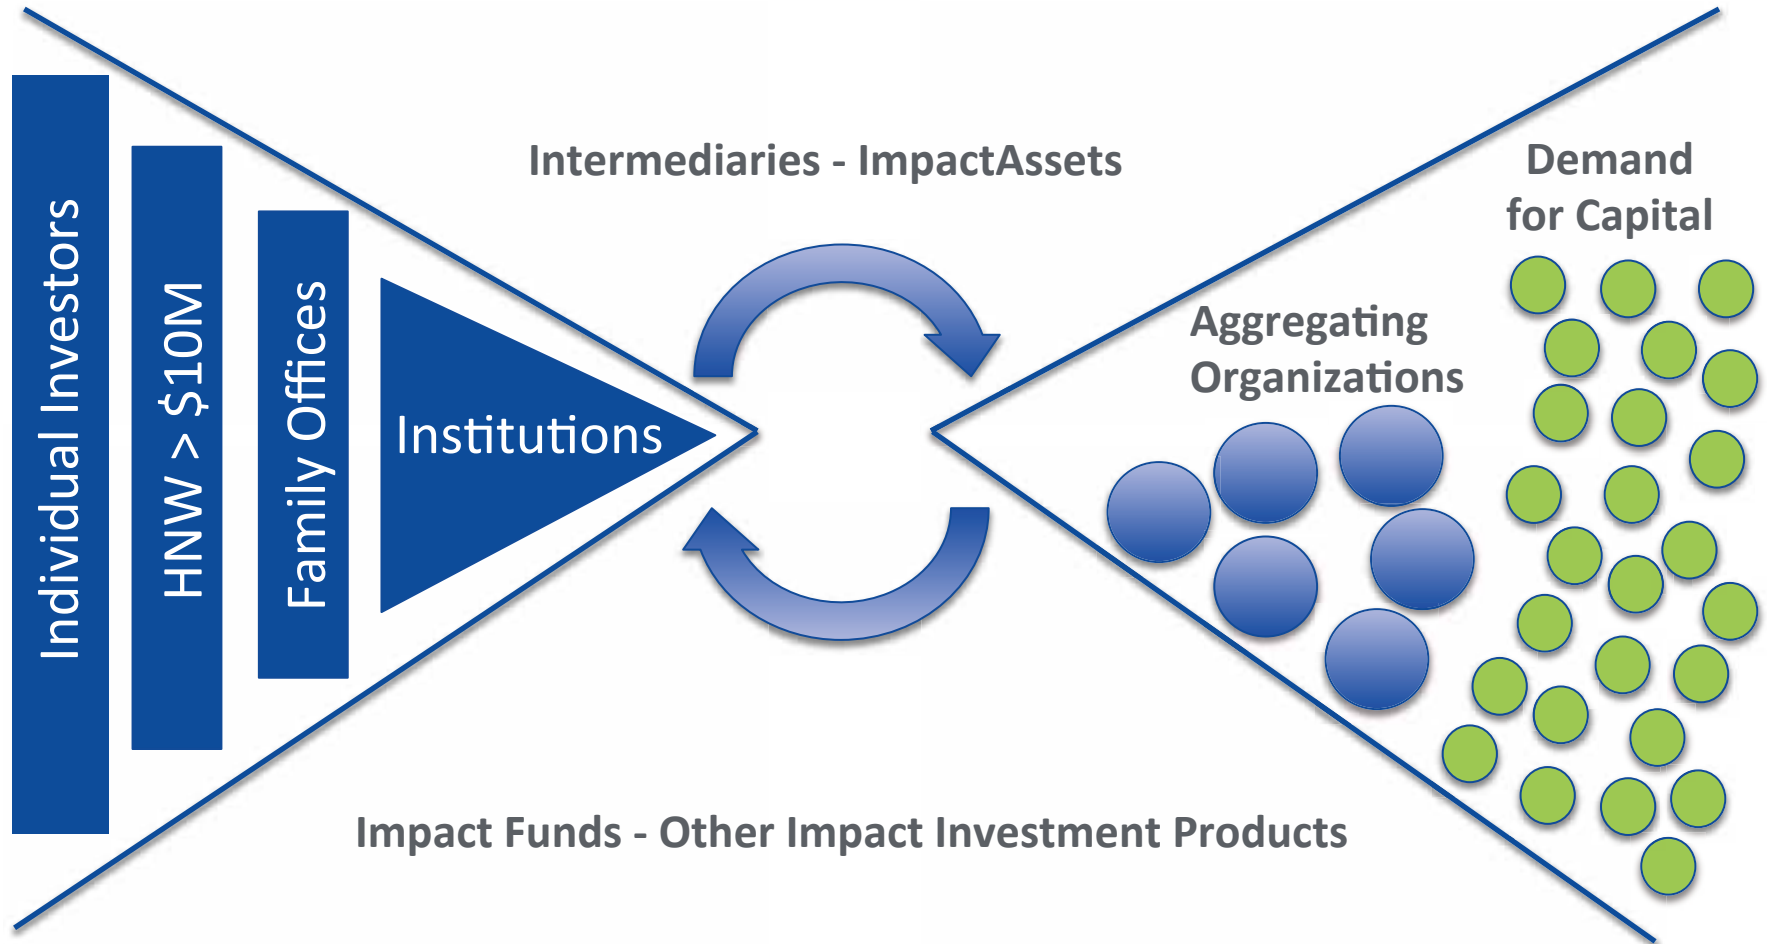 Individual Investors
HNW > $10M
Family Offices
Institutions
Intermediaries - ImpactAssets
Impact Funds - Other Impact Investment Products
Aggregating
Organizations
Demand
for Capital